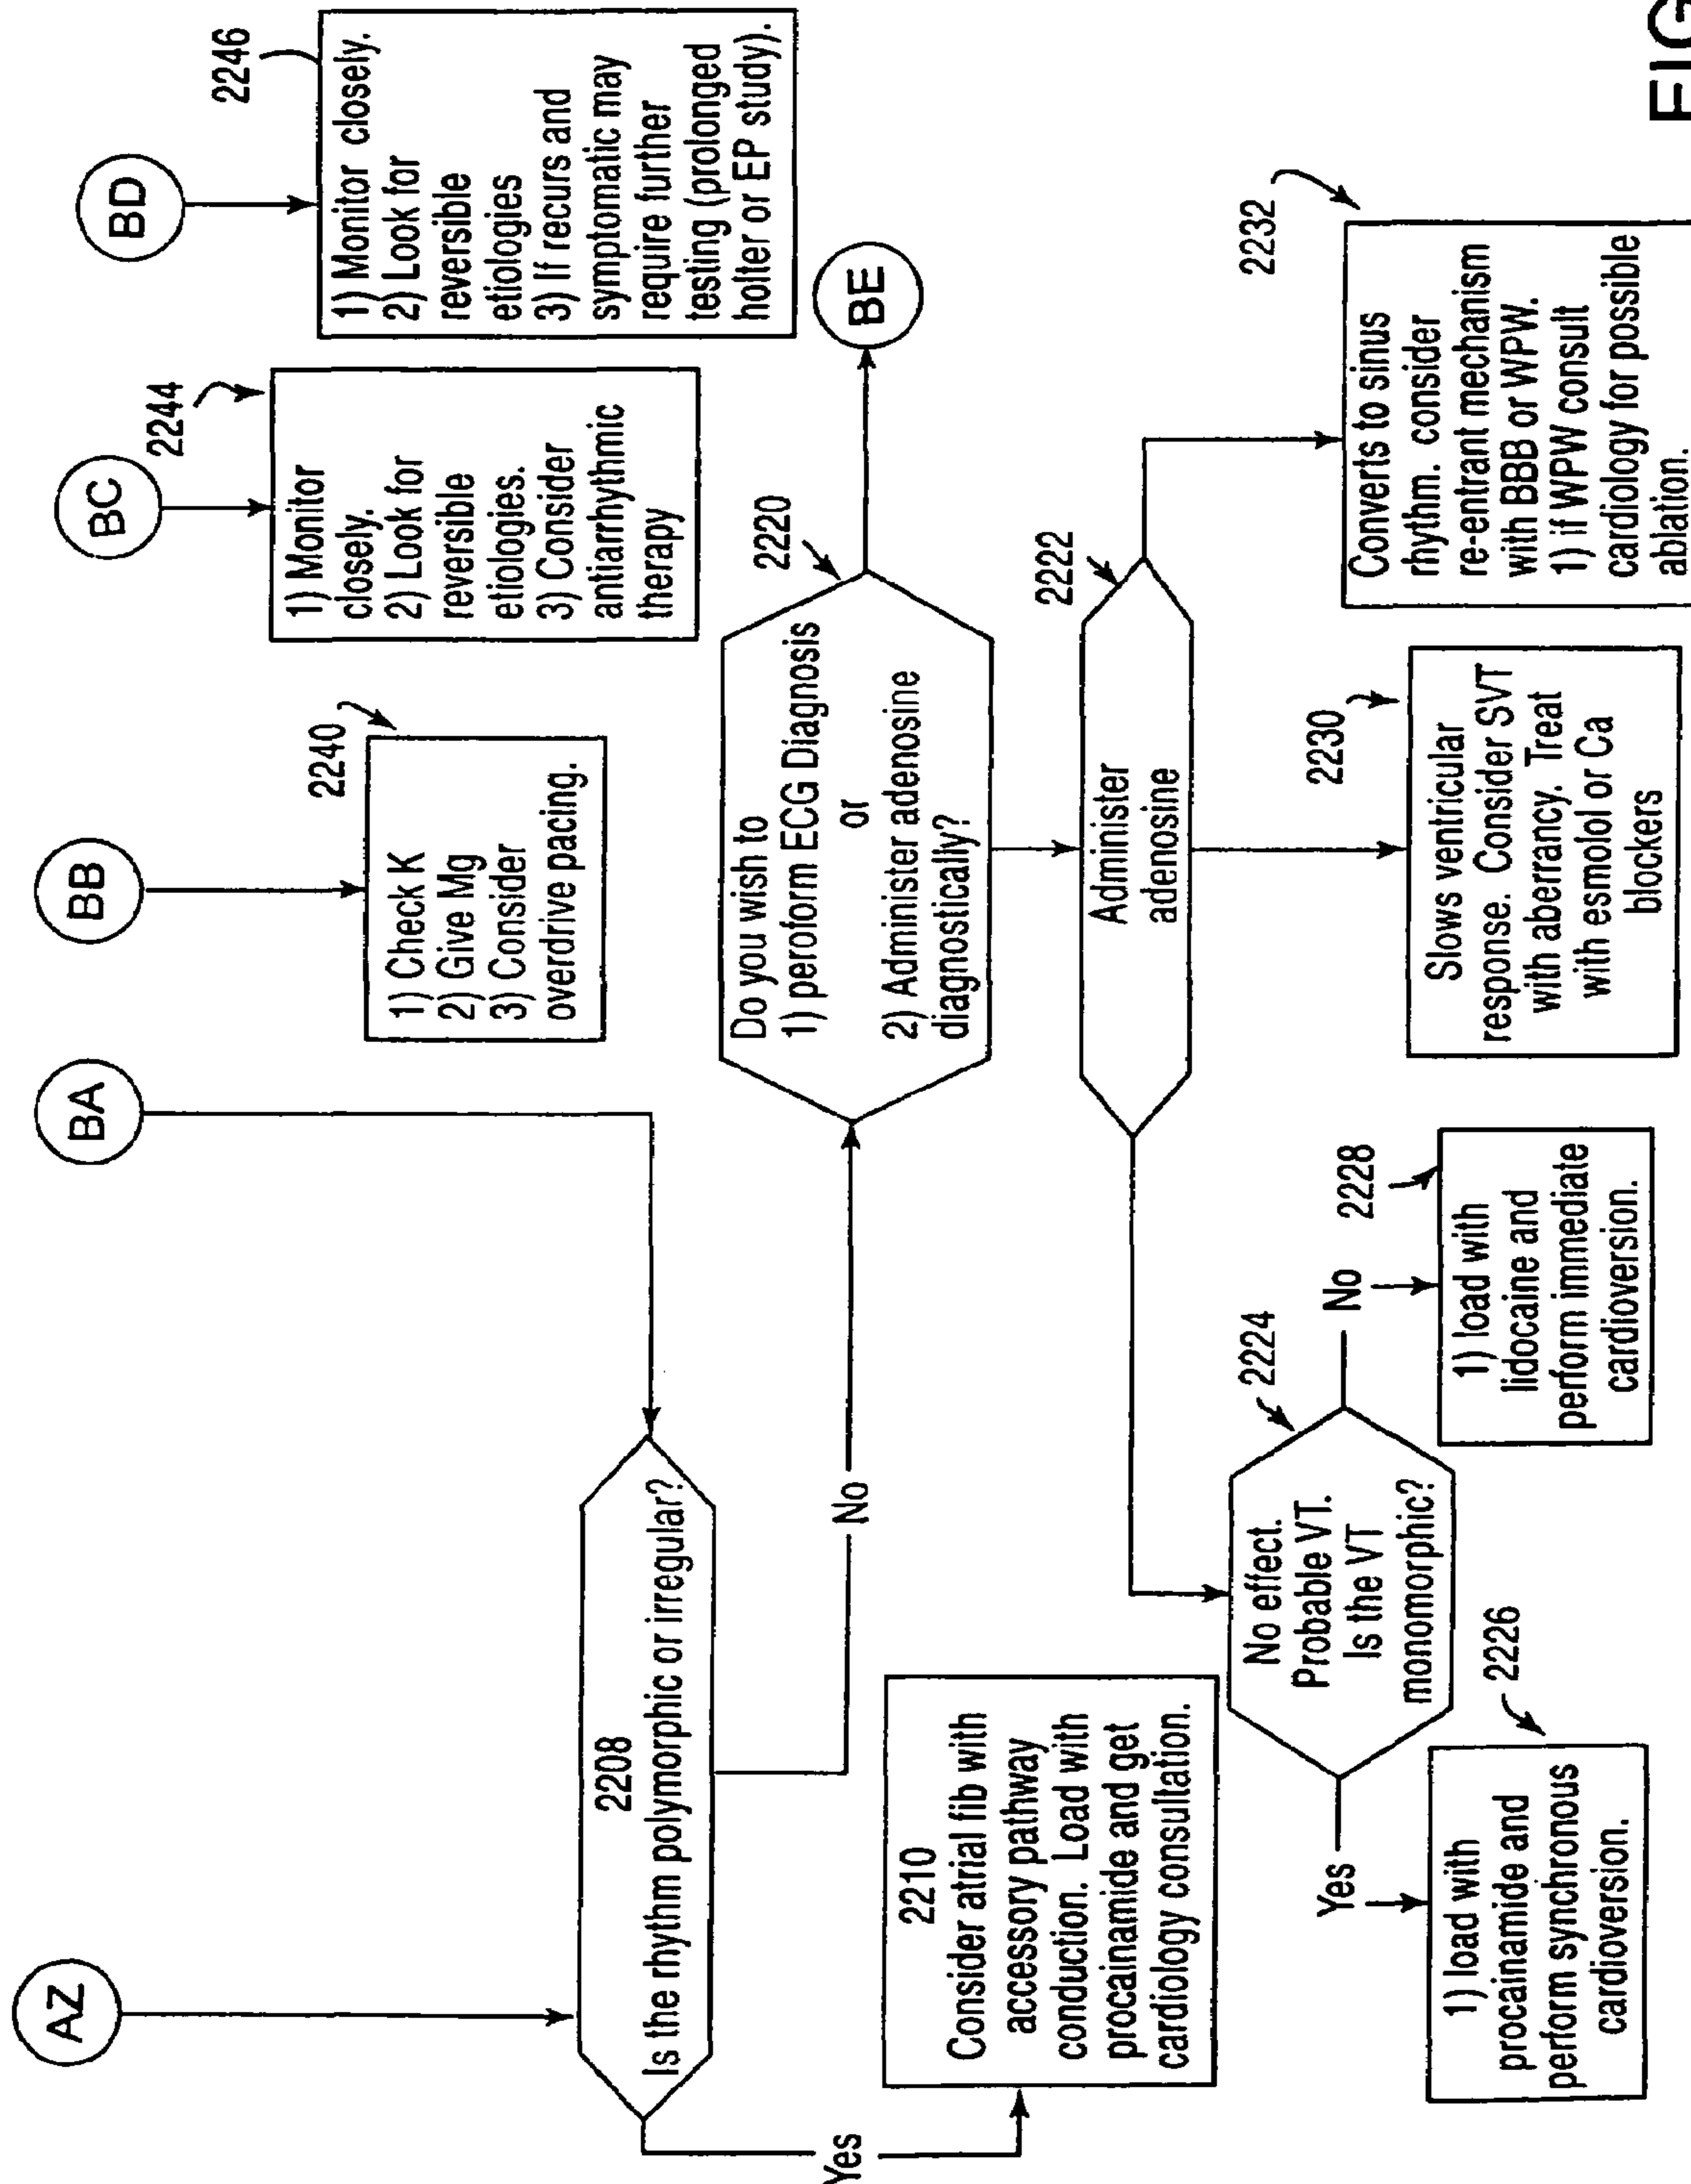 AZ
BA
BB
BC
BD
2208
Is the rhythm polymorphic or irregular?
Yes
No
2210
Consider atrial fib with
accessory pathway
conduction. Load with
procainamide and get
cardiology consultation.
2240
1) Check K
2) Give Mg
3) Consider
overdrive pacing.
2244
1) Monitor
closely.
2) Look for
reversible
etiologies.
3) Consider
antiarrhythmic
therapy
2246
1) Monitor closely.
2) Look for
reversible
etiologies
3) If recurs and
symptomatic may
require further
testing (prolonged
holter or EP study).
2220
Do you wish to
1) peroform ECG Diagnosis
or
2) Administer adenosine
diagnostically?
BE
2222
Administer
adenosine
2224
No effect.
Probable VT.
Is the VT
monomorphic?
Yes
No
2226
1) load with
procainamide and
perform synchronous
cardioversion.
2228
1) load with
lidocaine and
perform immediate
cardioversion.
2230
Slows ventricular
response. Consider SVT
with aberrancy. Treat
with esmolol or Ca
blockers
2232
Converts to sinus
rhythm. consider
re-entrant mechanism
with BBB or WPW.
1) if WPW consult
cardiology for possible
ablation.